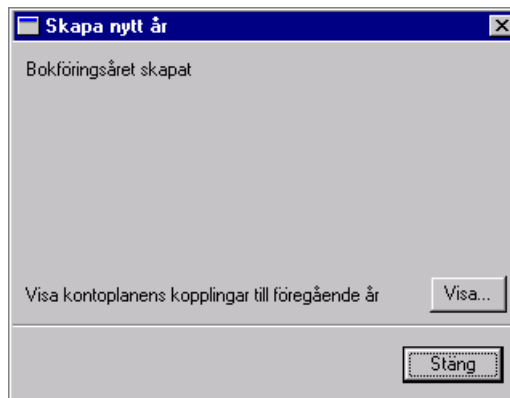 Skapa nytt år
Bokföringsåret skapat
Visa kontoplanens kopplingar till föregående år
Visa...
Stäng